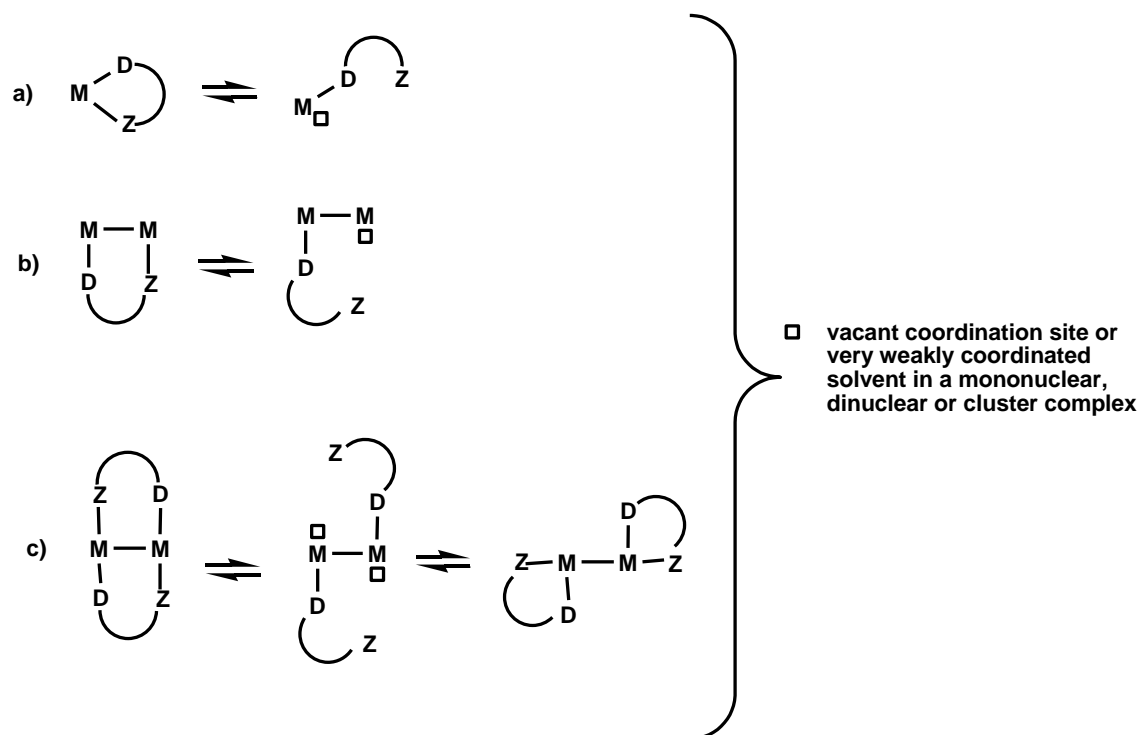 a)
M
D
Z
M
D
Z
b)
M M
D Z
M M
D
Z
vacant coordination site or
very weakly coordinated
solvent in a mononuclear,
dinuclear or cluster complex
c)
Z D
M M
D Z
Z
D
M M
D
Z
D
Z M M Z
D